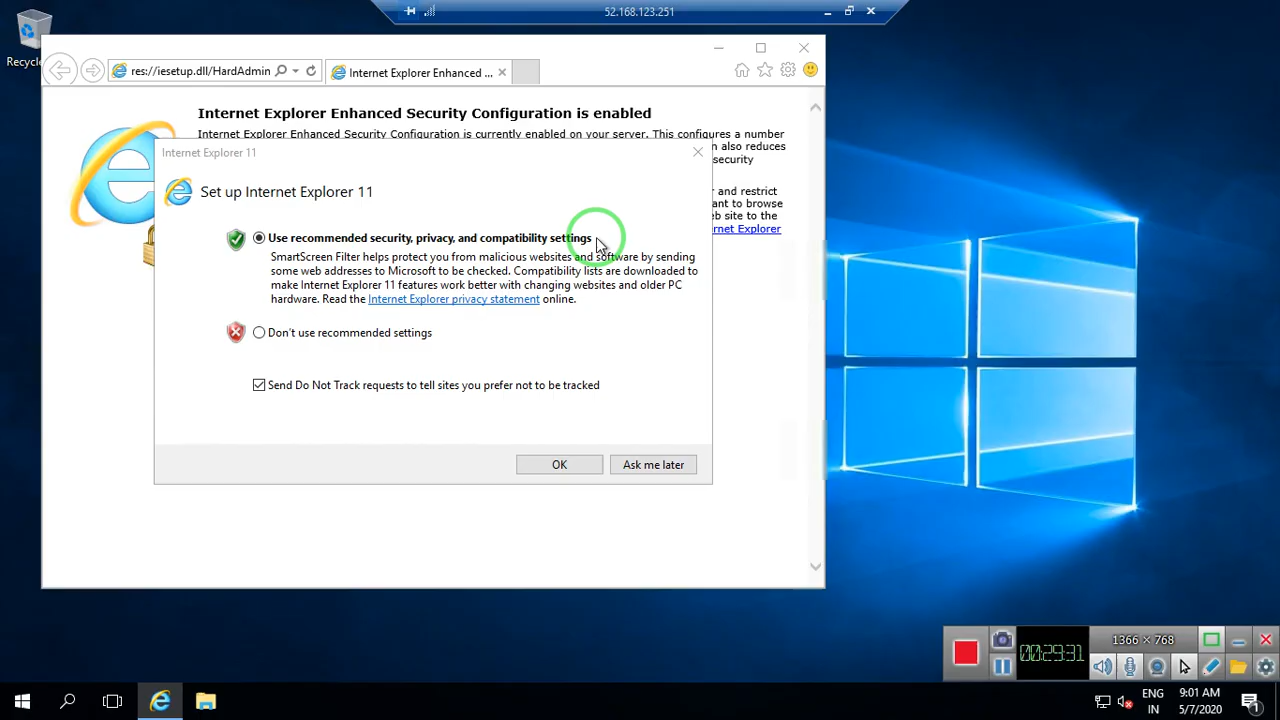 52.168.123.251
Recycle
res://iesetup.dll/HardAdmin
Internet Explorer Enhanced ...
Internet Explorer Enhanced Security Configuration is enabled
Internet Explorer Enhanced Security Configuration is currently enabled on your server. This configures a number
n also reduces
security
r and restrict
ant to browse
eb site to the
rnet Explorer
Internet Explorer 11
Set up Internet Explorer 11
Use recommended security, privacy, and compatibility settings
SmartScreen Filter helps protect you from malicious websites and software by sending
some web addresses to Microsoft to be checked. Compatibility lists are downloaded to
make Internet Explorer 11 features work better with changing websites and older PC
hardware. Read the Internet Explorer privacy statement online.
Don't use recommended settings
Send Do Not Track requests to tell sites you prefer not to be tracked
OK
Ask me later
1366 × 768
00:29:31
ENG
IN
9:01 AM
5/7/2020
1